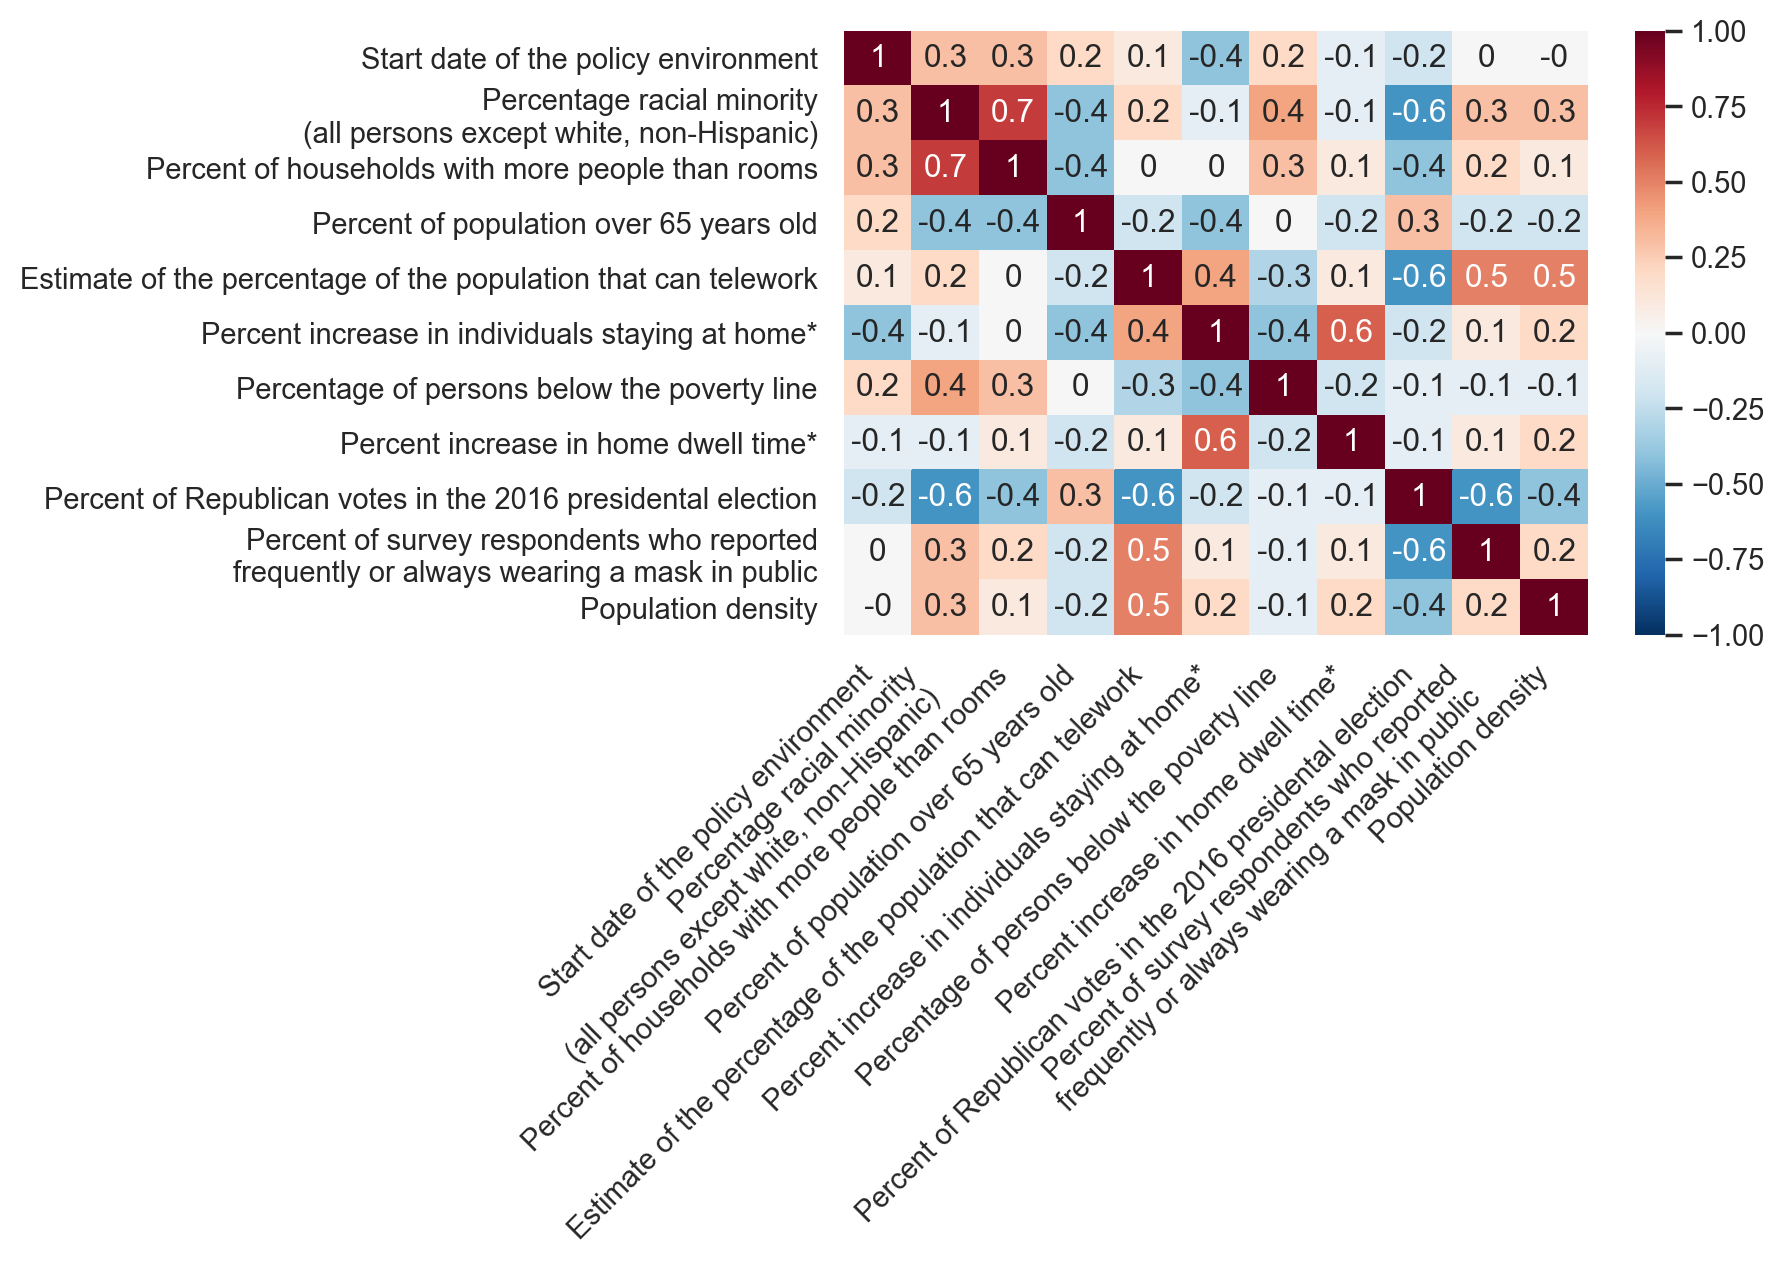 Start date of the policy environment
1 0.3 0.3 0.2 0.1 -0.4 0.2 -0.1 -0.2 0 -0
Percentage racial minority
(all persons except white, non-Hispanic)
0.3 1 0.7 -0.4 0.2 -0.1 0.4 -0.1 -0.6 0.3 0.3
Percent of households with more people than rooms
0.3 0.7 1 -0.4 0 0 0.3 0.1 -0.4 0.2 0.1
Percent of population over 65 years old
0.2 -0.4 -0.4 1 -0.2 -0.4 0 -0.2 0.3 -0.2 -0.2
Estimate of the percentage of the population that can telework
0.1 0.2 0 -0.2 1 0.4 -0.3 0.1 -0.6 0.5 0.5
Percent increase in individuals staying at home*
-0.4 -0.1 0 -0.4 0.4 1 -0.4 0.6 -0.2 0.1 0.2
Percentage of persons below the poverty line
0.2 0.4 0.3 0 -0.3 -0.4 1 -0.2 -0.1 -0.1 -0.1
Percent increase in home dwell time*
-0.1 -0.1 0.1 -0.2 0.1 0.6 -0.2 1 -0.1 0.1 0.2
Percent of Republican votes in the 2016 presidental election
-0.2 -0.6 -0.4 0.3 -0.6 -0.2 -0.1 -0.1 1 -0.6 -0.4
Percent of survey respondents who reported
frequently or always wearing a mask in public
0 0.3 0.2 -0.2 0.5 0.1 -0.1 0.1 -0.6 1 0.2
Population density
-0 0.3 0.1 -0.2 0.5 0.2 -0.1 0.2 -0.4 0.2 1
1.00
0.75
0.50
0.25
0.00
−0.25
−0.50
−0.75
−1.00
Start date of the policy environment
Percentage racial minority
(all persons except white, non-Hispanic)
Percent of households with more people than rooms
Percent of population over 65 years old
Estimate of the percentage of the population that can telework
Percent increase in individuals staying at home*
Percentage of persons below the poverty line
Percent increase in home dwell time*
Percent of Republican votes in the 2016 presidental election
Percent of survey respondents who reported
frequently or always wearing a mask in public
Population density